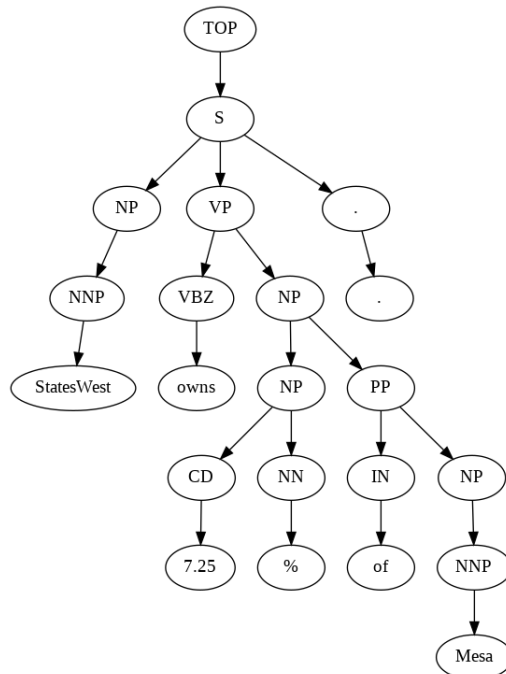 TOP
S
NP VP .
NNP VBZ NP .
StatesWest owns NP PP
CD NN IN NP
7.25 % of NNP
Mesa